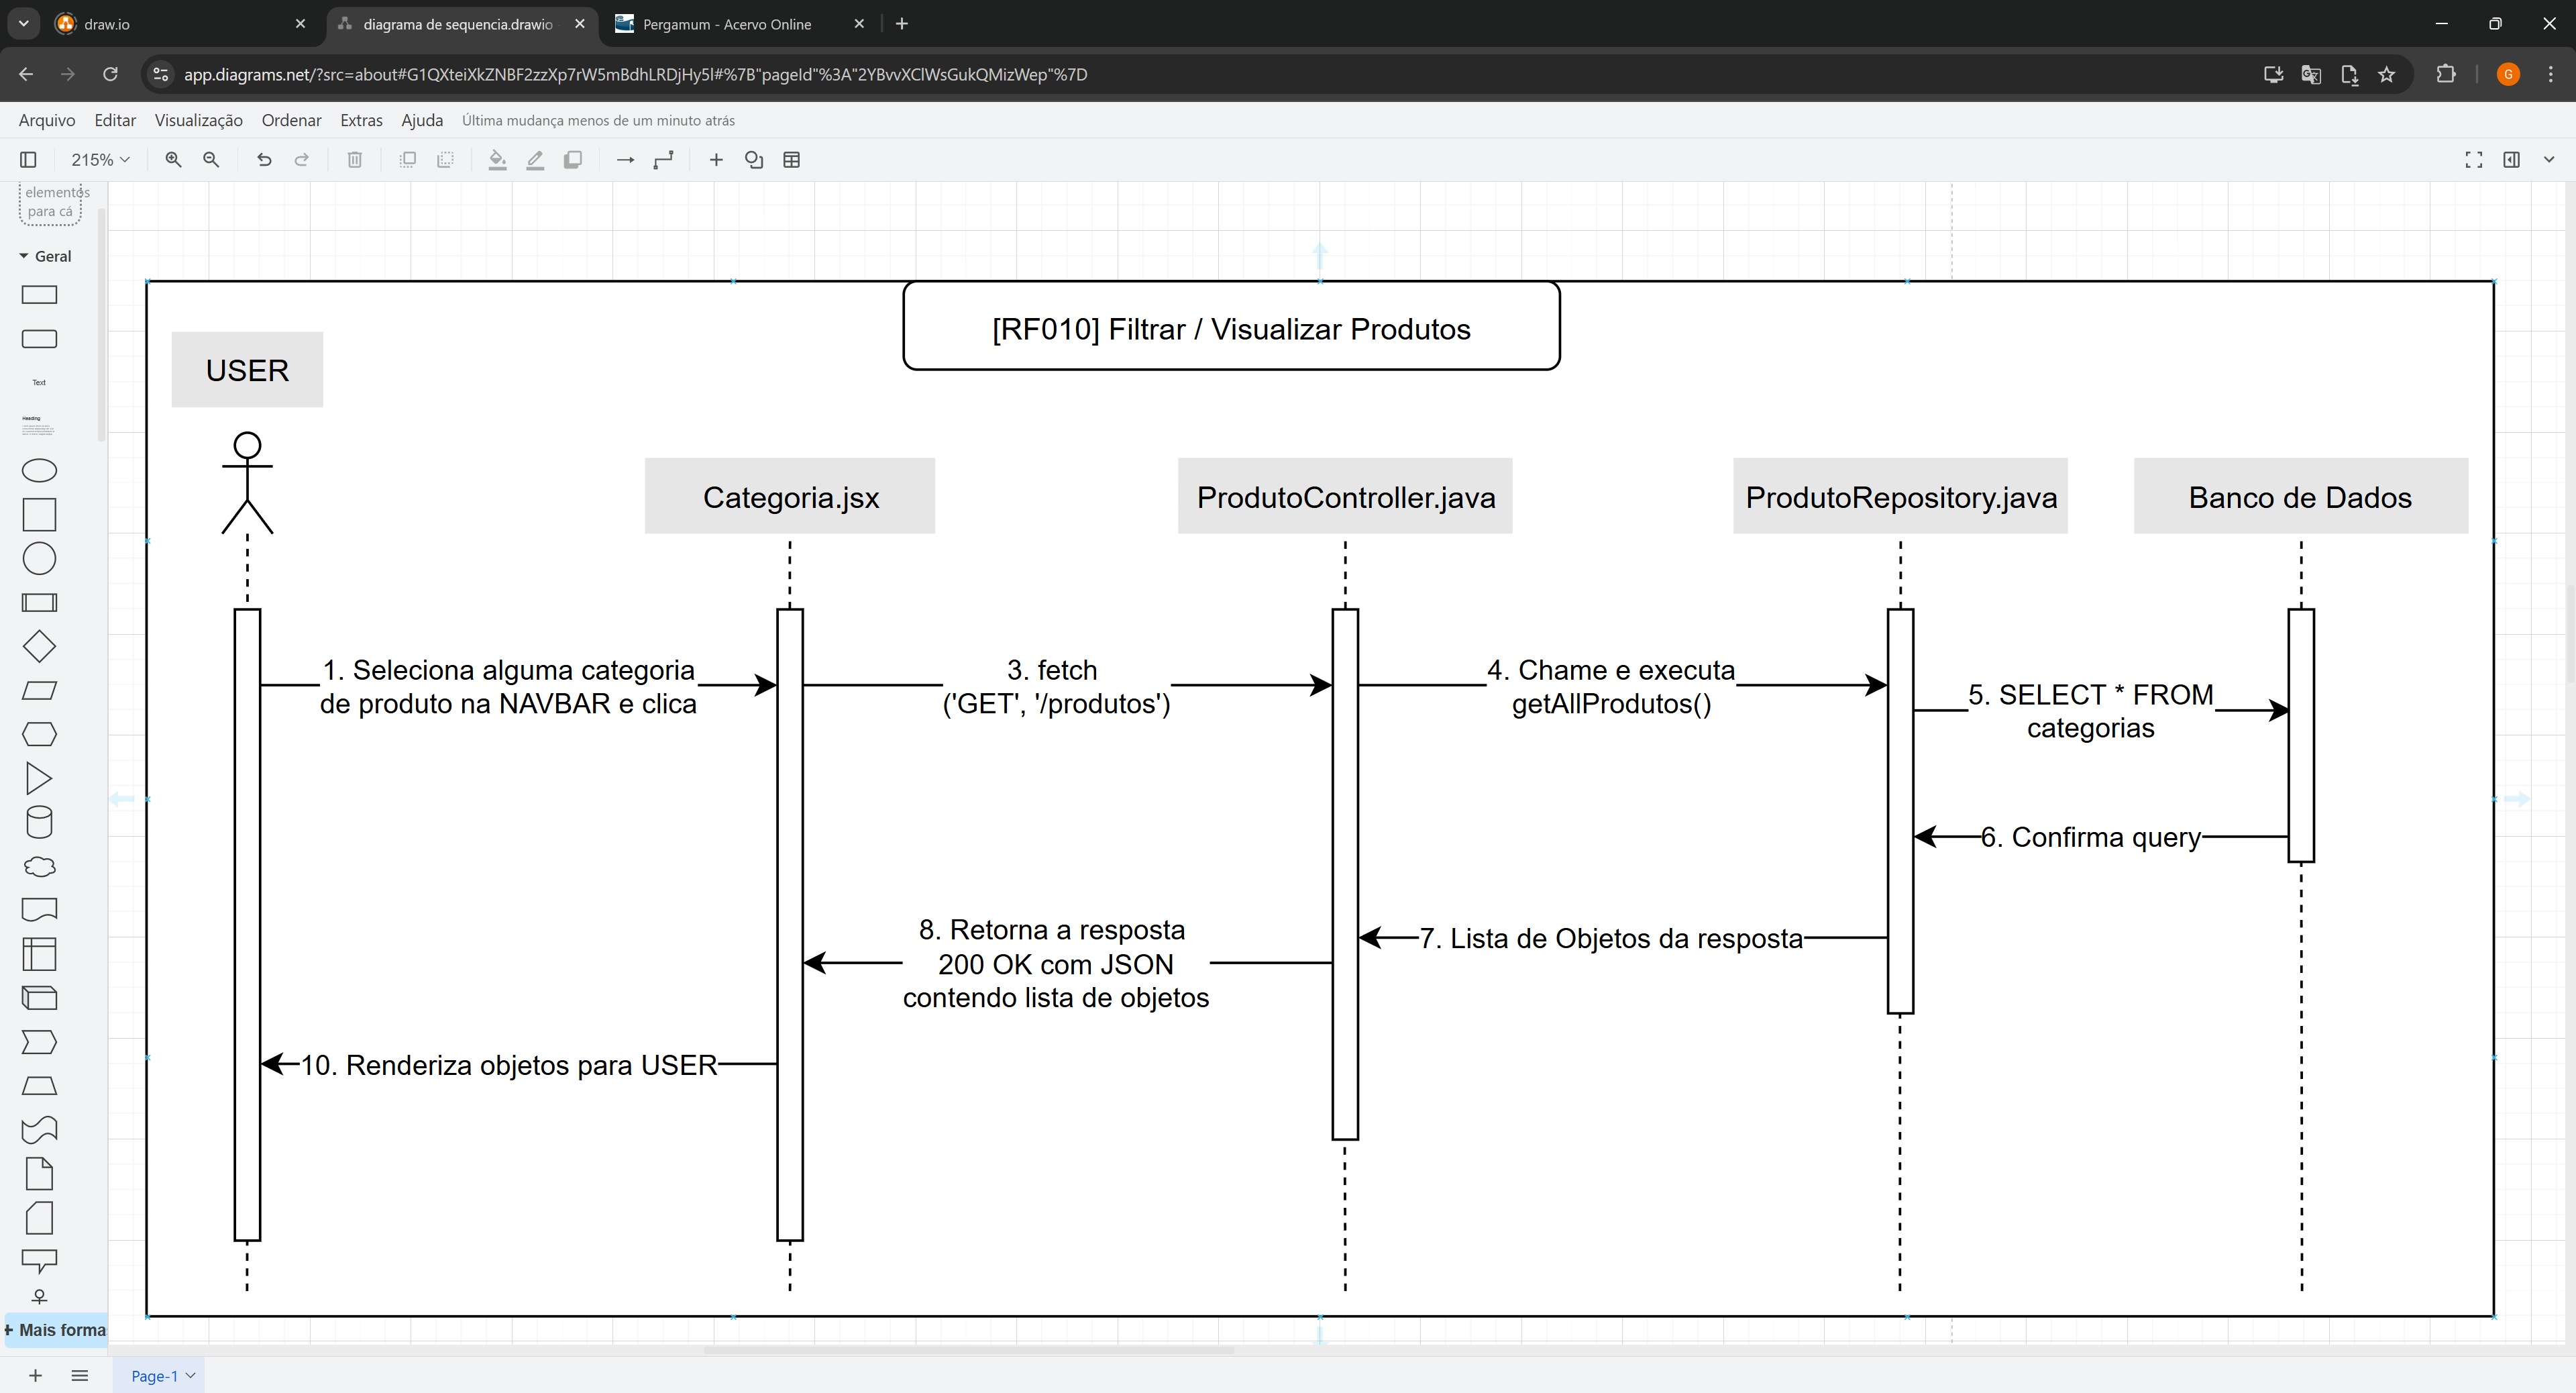 draw.io
diagrama de sequencia.drawio
Pergamum - Acervo Online
app.diagrams.net/?src=about#G1QXteiXkZNBF2zzXp7rW5mBdhLRDjHy5l#%7B"pageId"%3A"2YBvvXClWsGukQMizWep"%7D
G
Arquivo Editar Visualização Ordenar Extras Ajuda Última mudança menos de um minuto atrás
215%
elementos
para cá
Geral
Text
Heading
[RF010] Filtrar / Visualizar Produtos
USER
Categoria.jsx
ProdutoController.java
ProdutoRepository.java
Banco de Dados
1. Seleciona alguma categoria
de produto na NAVBAR e clica
3. fetch
('GET', '/produtos')
4. Chame e executa
getAllProdutos()
5. SELECT * FROM
categorias
6. Confirma query
7. Lista de Objetos da resposta
8. Retorna a resposta
200 OK com JSON
contendo lista de objetos
10. Renderiza objetos para USER
+ Mais forma
Page-1